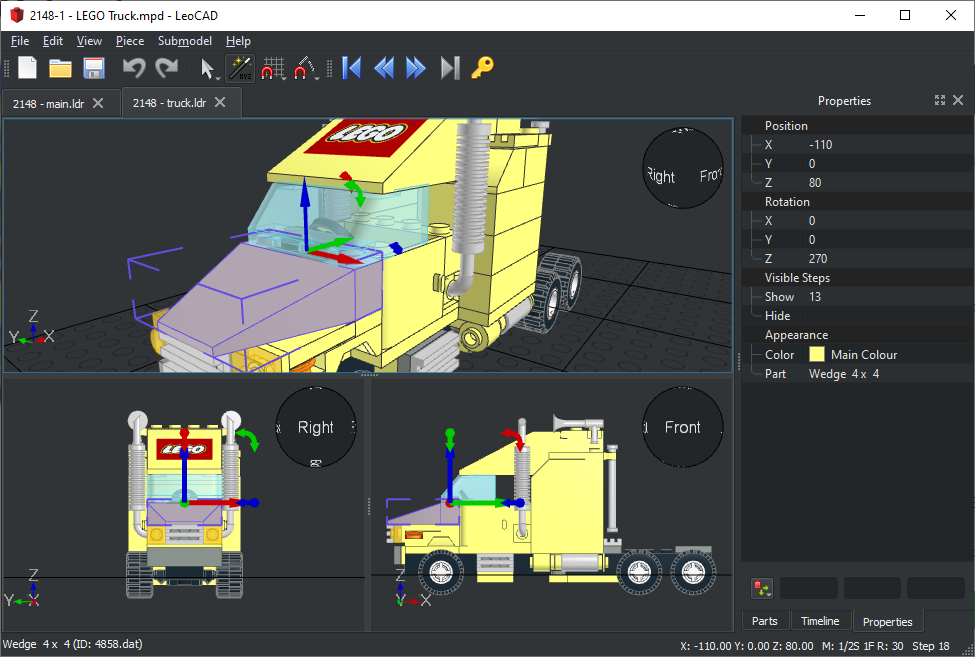 2148-1 - LEGO Truck.mpd - LeoCAD
File Edit View Piece Submodel Help
XYZ
2148 - main.ldr
2148 - truck.ldr
Properties
LEGO
Right Fron
Z
Y X
Position
X -110
Y 0
Z 80
Rotation
X 0
Y 0
Z 270
Visible Steps
Show 13
Hide
Appearance
Color Main Colour
Part Wedge 4 x 4
Right
LEGO
Z
Y X
Front
Z
Y X
Parts Timeline Properties
Wedge 4 x 4 (ID: 4858.dat)
X: -110.00 Y: 0.00 Z: 80.00 M: 1/2S 1F R: 30 Step 18